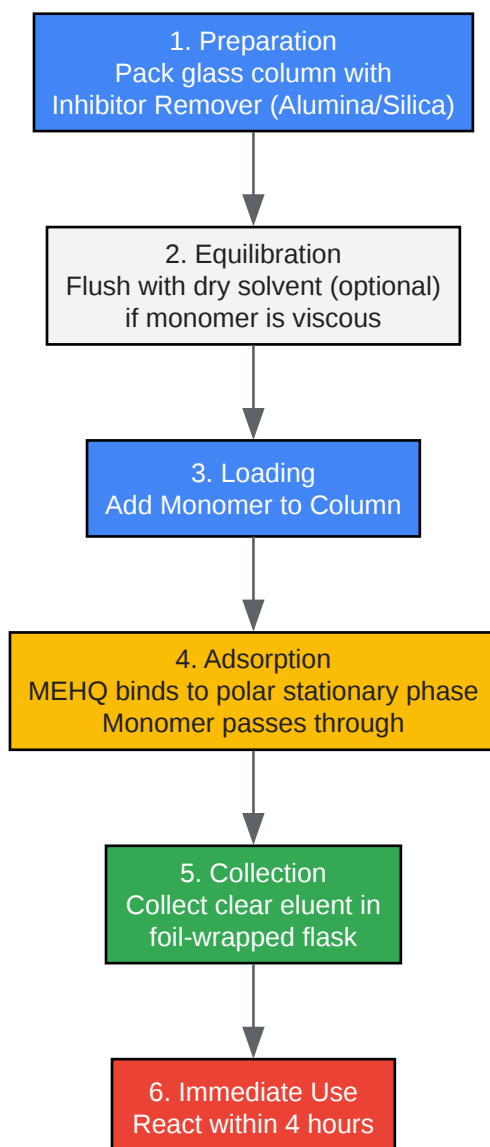 1. Preparation
Pack glass column with
Inhibitor Remover (Alumina/Silica)
2. Equilibration
Flush with dry solvent (optional)
if monomer is viscous
3. Loading
Add Monomer to Column
4. Adsorption
MEHQ binds to polar stationary phase
Monomer passes through
5. Collection
Collect clear eluent in
foil-wrapped flask
6. Immediate Use
React within 4 hours